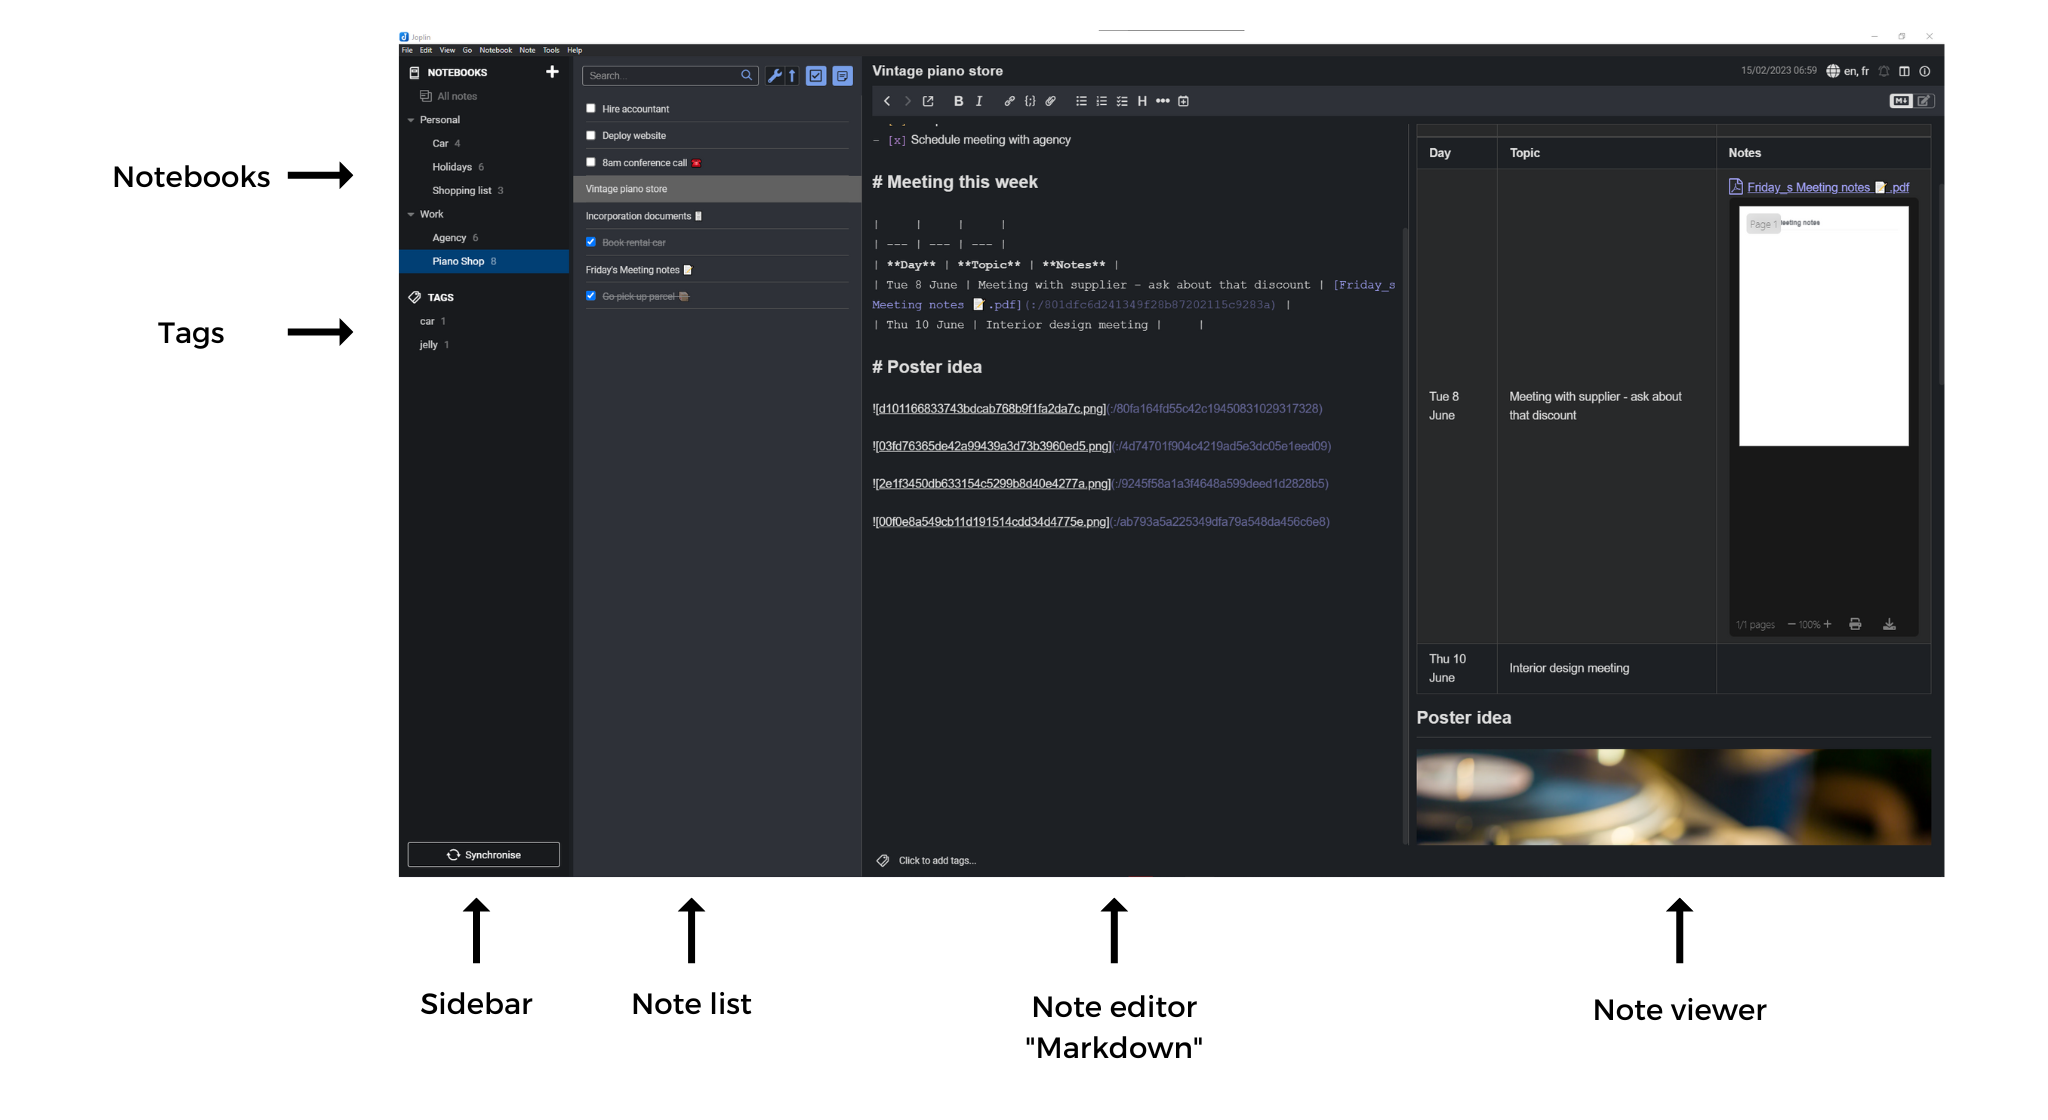 Joplin
File Edit View Go Notebook Note Tools Help
NOTEBOOKS
All notes
Personal
Car 4
Holidays 6
Shopping list 3
Work
Agency 6
Piano Shop 8
TAGS
car 1
jelly 1
Synchronise
Search...
Hire accountant
Deploy website
8am conference call ☎️
Vintage piano store
Incorporation documents
Book rental car
Friday's Meeting notes 📝
Go pick up parcel 📦
Vintage piano store
15/02/2023 06:59 en, fr
B I H
- [x] Schedule meeting with agency
# Meeting this week
| | | |
| --- | --- | --- |
| **Day** | **Topic** | **Notes** |
| Tue 8 June | Meeting with supplier - ask about that discount | [Friday_s
Meeting notes 📝.pdf](:/801dfc6d241349f28b87202115c9283a) |
| Thu 10 June | Interior design meeting | |
# Poster idea
![d101166833743bdcab768b9f1fa2da7c.png](:/80fa164fd55c42c19450831029317328)
![03fd76365de42a99439a3d73b3960ed5.png](:/4d74701f904c4219ad5e3dc05e1eed09)
![2e1f3450db633154c5299b8d40e4277a.png](:/9245f58a1a3f4648a599deed1d2828b5)
![00f0e8a549cb11d191514cdd34d4775e.png](:/ab793a5a225349dfa79a548da456c6e8)
Click to add tags...
M↓
Day Topic Notes
Friday_s Meeting notes 📝.pdf
Page 1 eeting notes
Tue 8
June
Meeting with supplier - ask about
that discount
1/1 pages − 100% +
Thu 10
June
Interior design meeting
Poster idea
Notebooks
Tags
Sidebar
Note list
Note editor
"Markdown"
Note viewer